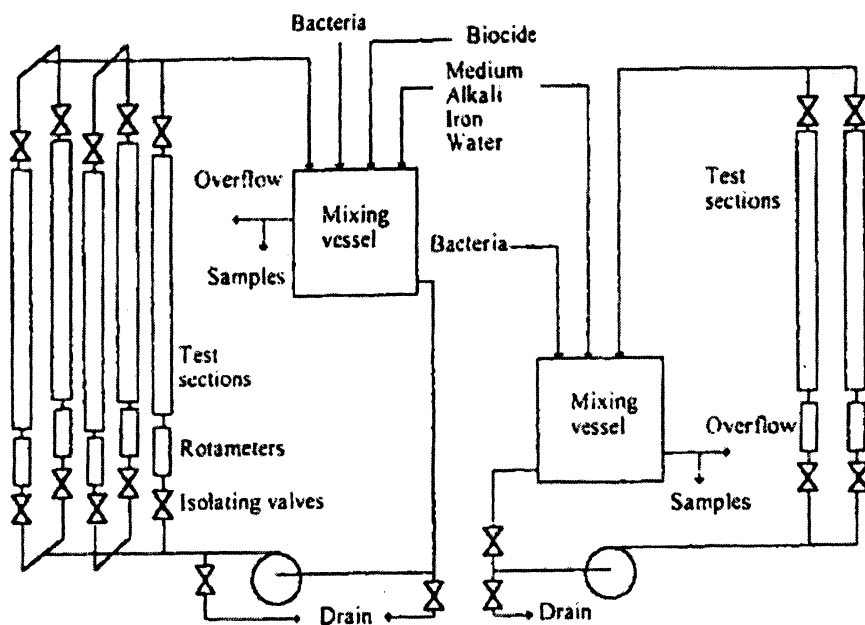 Bacteria
Biocide
Medium
Alkali
Iron
Water
Overflow
Mixing
vessel
Samples
Bacteria
Test
sections
Test
sections
Rotameters
Isolating valves
Mixing
vessel
Overflow
Samples
Drain
Drain